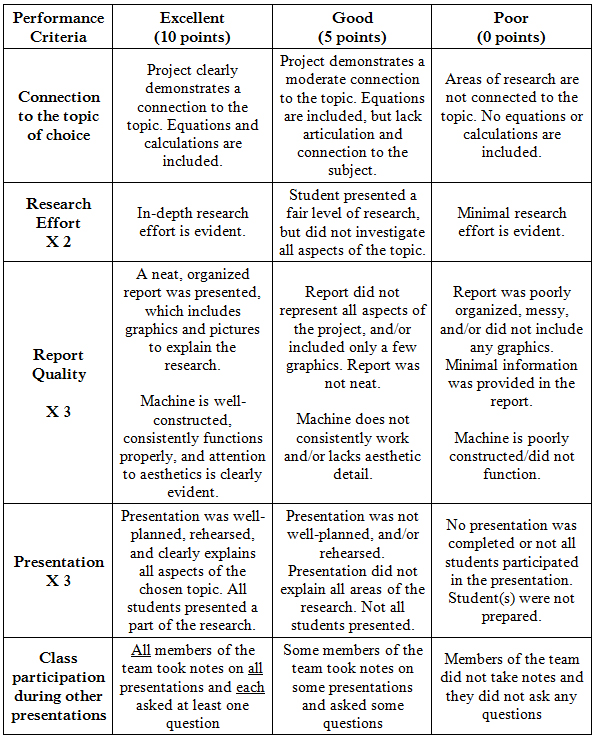 Performance
Criteria
Excellent
(10 points)
Good
(5 points)
Poor
(0 points)
Connection
to the topic
of choice
Project clearly
demonstrates a
connection to the
topic. Equations and
calculations are
included.
Project demonstrates a
moderate connection
to the topic. Equations
are included, but lack
articulation and
connection to the
subject.
Areas of research are
not connected to the
topic. No equations or
calculations are
included.
Research
Effort
X 2
In-depth research
effort is evident.
Student presented a
fair level of research,
but did not investigate
all aspects of the topic.
Minimal research
effort is evident.
Report
Quality
X 3
A neat, organized
report was presented,
which includes
graphics and pictures
to explain the
research.
Machine is well-
constructed,
consistently functions
properly, and attention
to aesthetics is clearly
evident.
Report did not
represent all aspects of
the project, and/or
included only a few
graphics. Report was
not neat.
Machine does not
consistently work
and/or lacks aesthetic
detail.
Report was poorly
organized, messy,
and/or did not include
any graphics.
Minimal information
was provided in the
report.
Machine is poorly
constructed/did not
function.
Presentation
X 3
Presentation was well-
planned, rehearsed,
and clearly explains
all aspects of the
chosen topic. All
students presented a
part of the research.
Presentation was not
well-planned, and/or
rehearsed.
Presentation did not
explain all areas of the
research. Not all
students presented.
No presentation was
completed or not all
students participated
in the presentation.
Student(s) were not
prepared.
Class
participation
during other
presentations
All members of the
team took notes on all
presentations and each
asked at least one
question
Some members of the
team took notes on
some presentations
and asked some
questions
Members of the team
did not take notes and
they did not ask any
questions